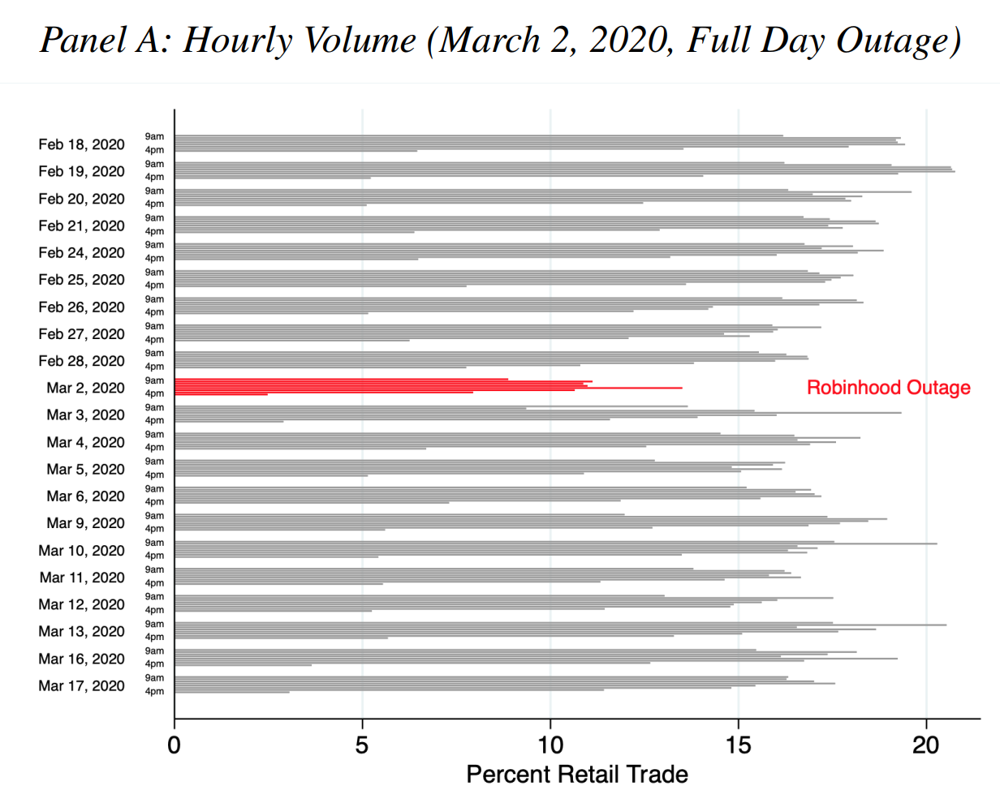 Panel A: Hourly Volume (March 2, 2020, Full Day Outage)
9am
Feb 18, 2020
4pm
9am
Feb 19, 2020
4pm
9am
Feb 20, 2020
4pm
9am
Feb 21, 2020
4pm
9am
Feb 24, 2020
4pm
9am
Feb 25, 2020
4pm
9am
Feb 26, 2020
4pm
9am
Feb 27, 2020
4pm
9am
Feb 28, 2020
4pm
9am
Mar 2, 2020 Robinhood Outage
4pm
9am
Mar 3, 2020
4pm
9am
Mar 4, 2020
4pm
9am
Mar 5, 2020
4pm
9am
Mar 6, 2020
4pm
9am
Mar 9, 2020
4pm
9am
Mar 10, 2020
4pm
9am
Mar 11, 2020
4pm
9am
Mar 12, 2020
4pm
9am
Mar 13, 2020
4pm
9am
Mar 16, 2020
4pm
9am
Mar 17, 2020
4pm
0 5 10 15 20
Percent Retail Trade